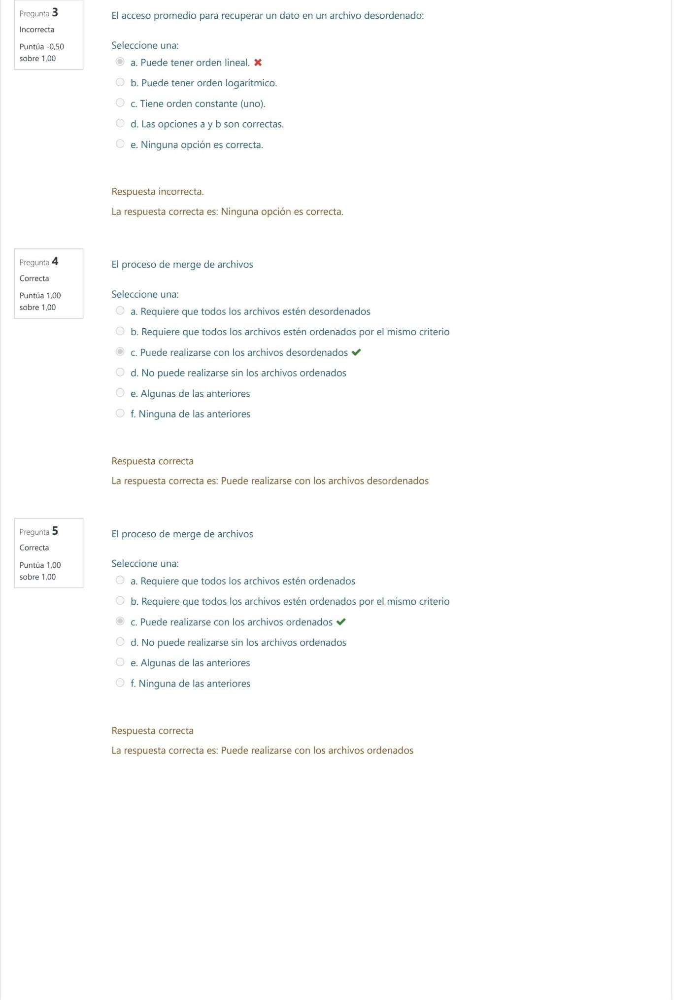 Pregunta 3
Incorrecta
Puntúa -0,50
sobre 1,00
El acceso promedio para recuperar un dato en un archivo desordenado:
Seleccione una:
a. Puede tener orden lineal.
b. Puede tener orden logarítmico.
c. Tiene orden constante (uno).
d. Las opciones a y b son correctas.
e. Ninguna opción es correcta.
Respuesta incorrecta.
La respuesta correcta es: Ninguna opción es correcta.
Pregunta 4
Correcta
Puntúa 1,00
sobre 1,00
El proceso de merge de archivos
Seleccione una:
a. Requiere que todos los archivos estén desordenados
b. Requiere que todos los archivos estén ordenados por el mismo criterio
c. Puede realizarse con los archivos desordenados
d. No puede realizarse sin los archivos ordenados
e. Algunas de las anteriores
f. Ninguna de las anteriores
Respuesta correcta
La respuesta correcta es: Puede realizarse con los archivos desordenados
Pregunta 5
Correcta
Puntúa 1,00
sobre 1,00
El proceso de merge de archivos
Seleccione una:
a. Requiere que todos los archivos estén ordenados
b. Requiere que todos los archivos estén ordenados por el mismo criterio
c. Puede realizarse con los archivos ordenados
d. No puede realizarse sin los archivos ordenados
e. Algunas de las anteriores
f. Ninguna de las anteriores
Respuesta correcta
La respuesta correcta es: Puede realizarse con los archivos ordenados